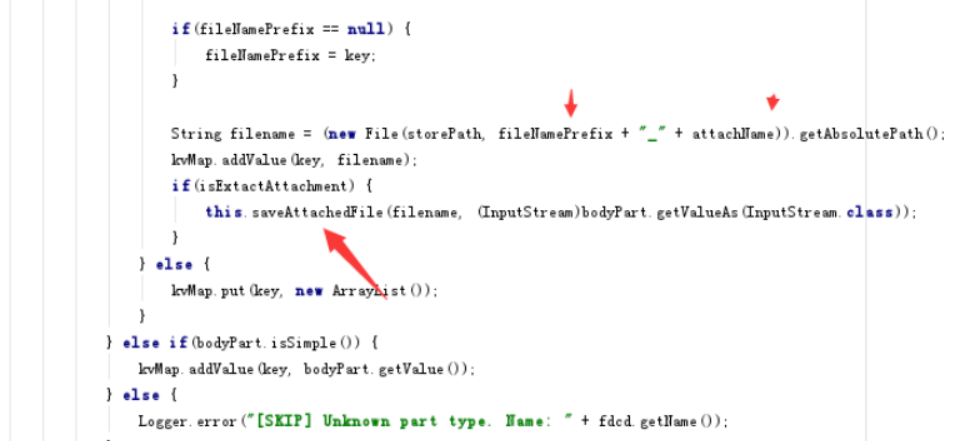 if(fileNamePrefix == null) {
fileNamePrefix = key;
}
String filename = (new File(storePath, fileNamePrefix + "_" + attachName)).getAbsolutePath();
kvMap.addValue(key, filename);
if(isExtactAttachment) {
this.saveAttachedFile(filename, (InputStream)bodyPart.getValueAs(InputStream.class));
}
} else {
kvMap.put(key, new ArrayList());
}
} else if(bodyPart.isSimple()) {
kvMap.addValue(key, bodyPart.getValue());
} else {
Logger.error("[SKIP] Unknown part type. Name: " + fdcd.getName());